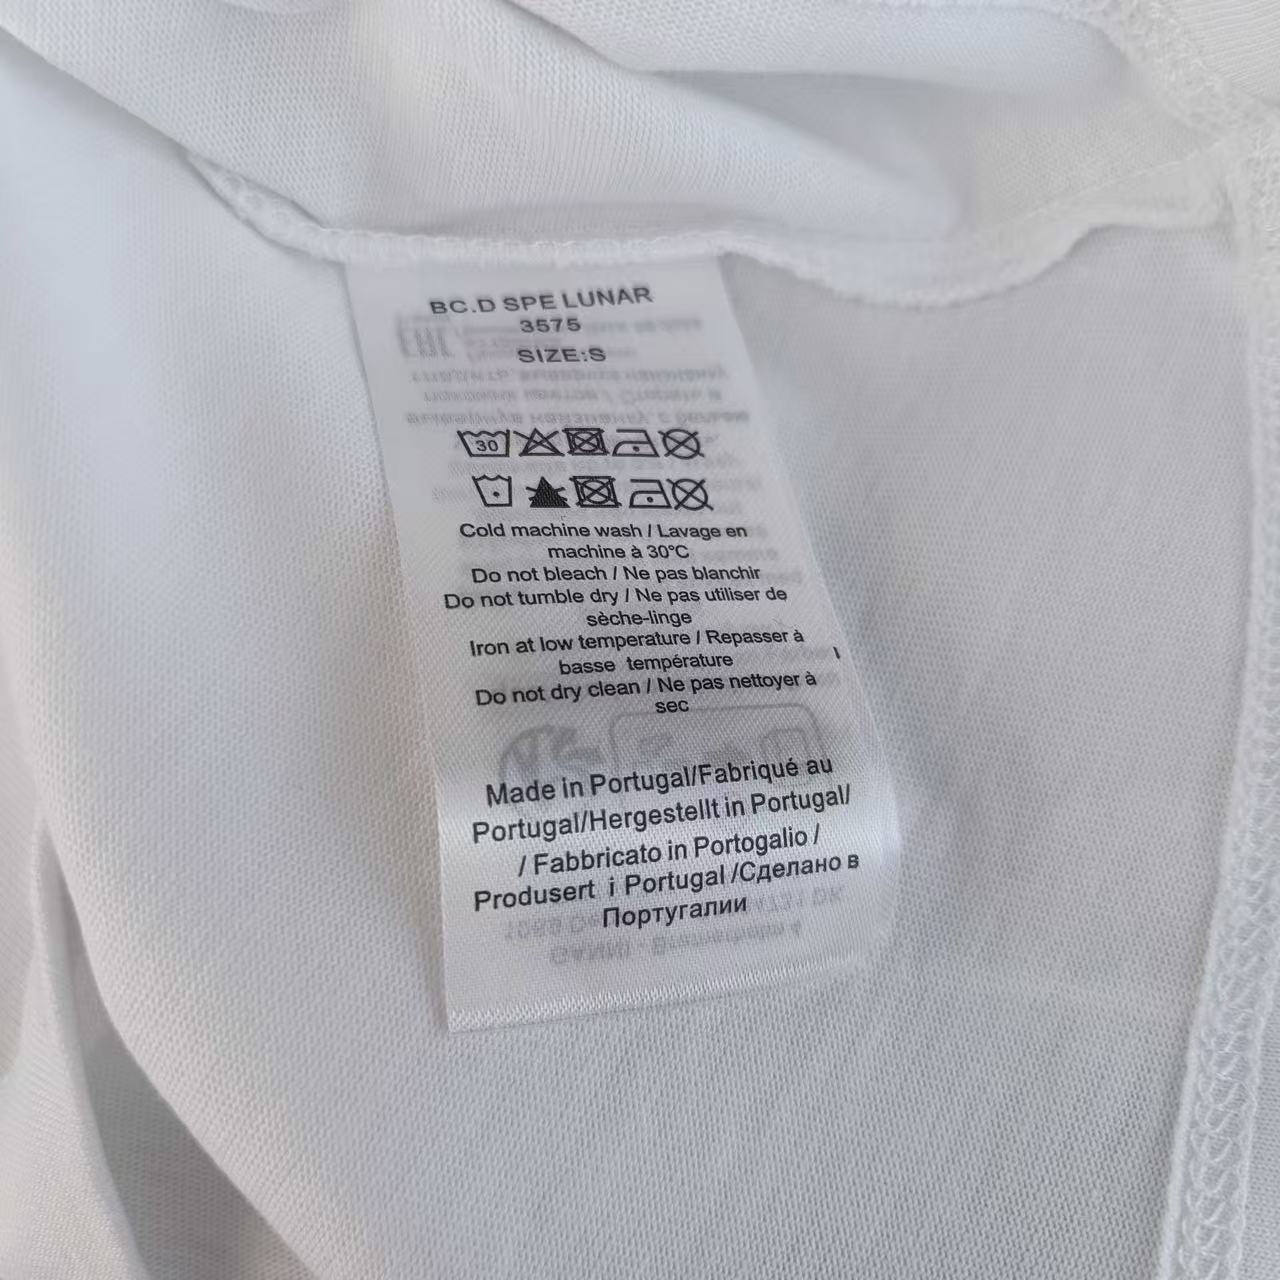 BC.D SPE LUNAR
3575
SIZE:S
30
Cold machine wash / Lavage en
machine à 30°C
Do not bleach / Ne pas blanchir
Do not tumble dry / Ne pas utiliser de
sèche-linge
Iron at low temperature / Repasser à
basse température
Do not dry clean / Ne pas nettoyer à
sec
Made in Portugal/Fabriqué au
Portugal/Hergestellt in Portugal/
/ Fabbricato in Portogalio /
Produsert i Portugal /Сделано в
Португалии